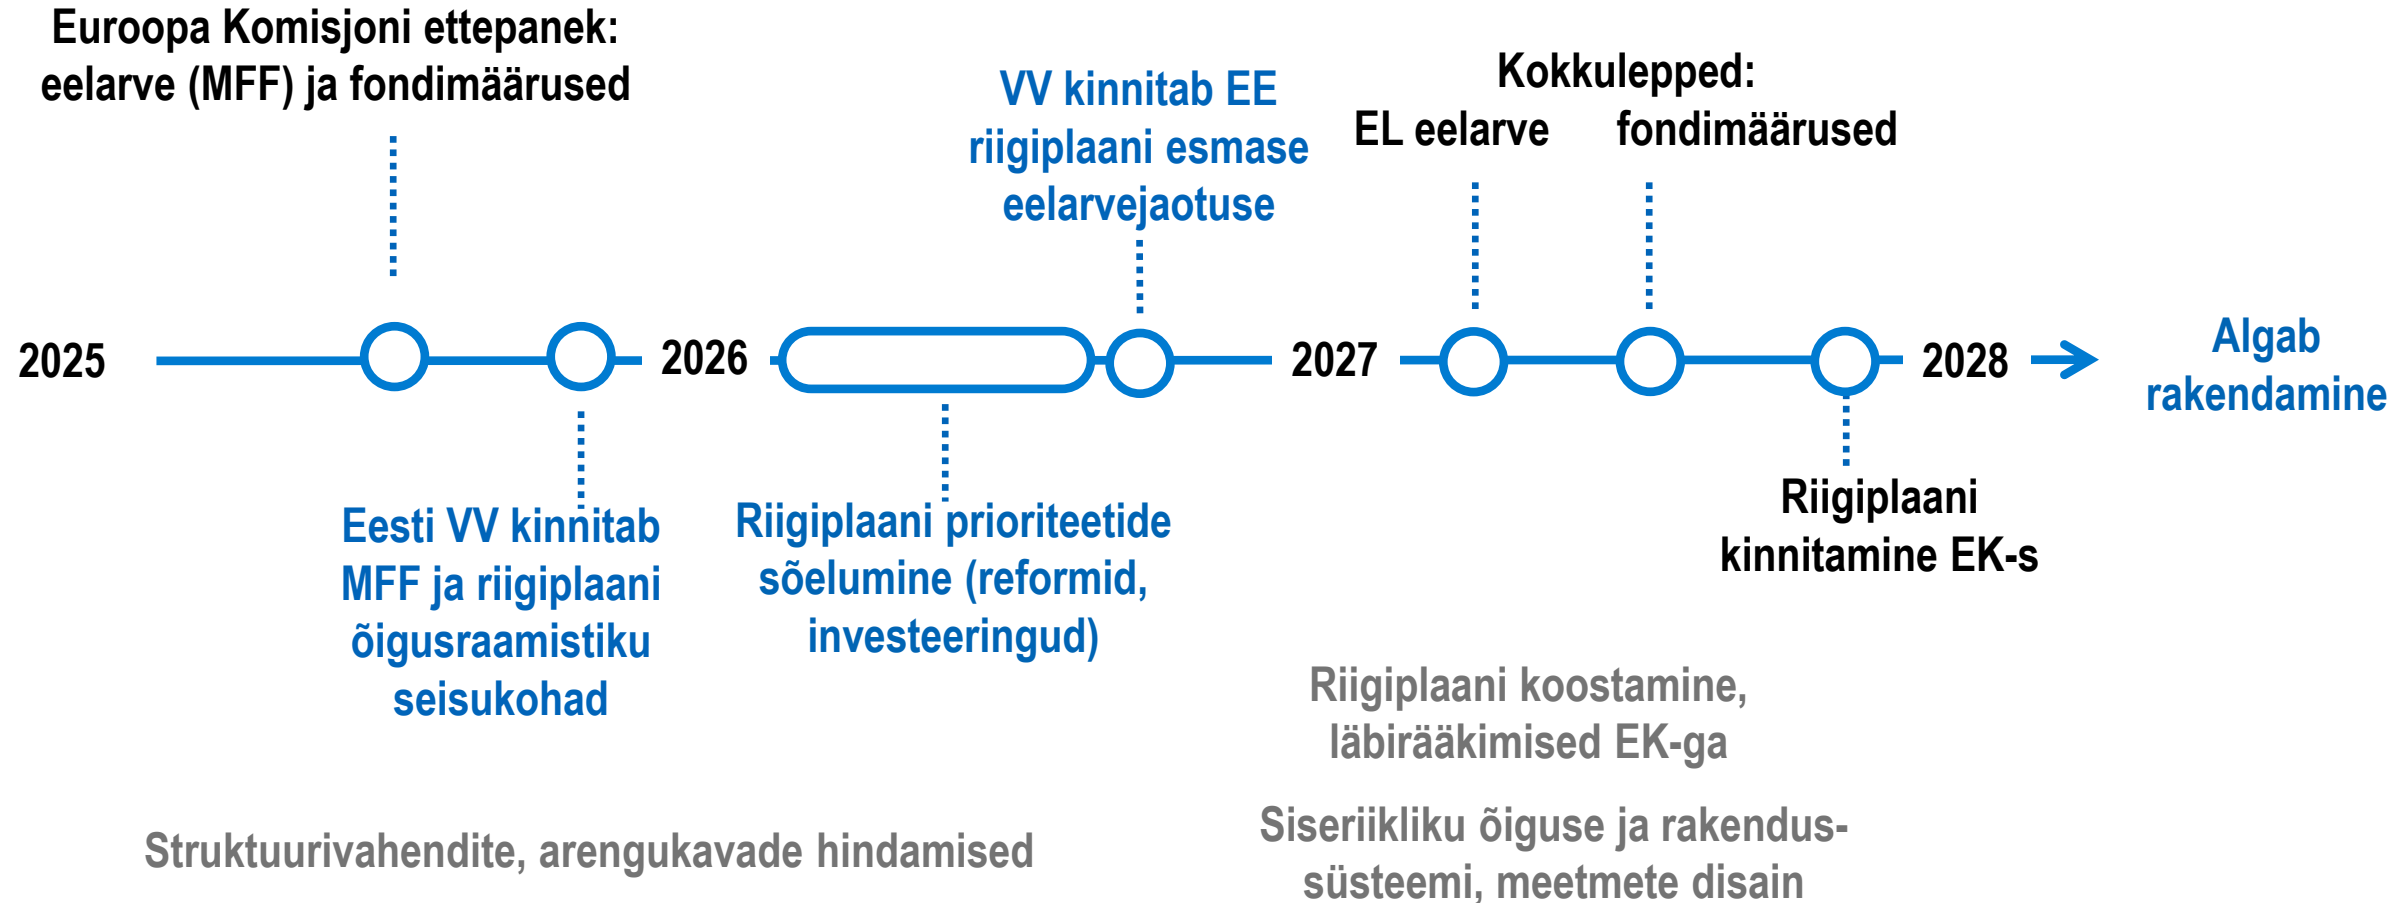 Euroopa Komisjoni ettepanek:
eelarve (MFF) ja fondimäärused
VV kinnitab EE
riigiplaani esmase
eelarvejaotuse
Kokkulepped:
EL eelarve fondimäärused
2025
2026
2027
2028
Algab
rakendamine
Eesti VV kinnitab
MFF ja riigiplaani
õigusraamistiku
seisukohad
Riigiplaani prioriteetide
sõelumine (reformid,
investeeringud)
Riigiplaani
kinnitamine EK-s
Riigiplaani koostamine,
läbirääkimised EK-ga
Struktuurivahendite, arengukavade hindamised
Siseriikliku õiguse ja rakendus-
süsteemi, meetmete disain